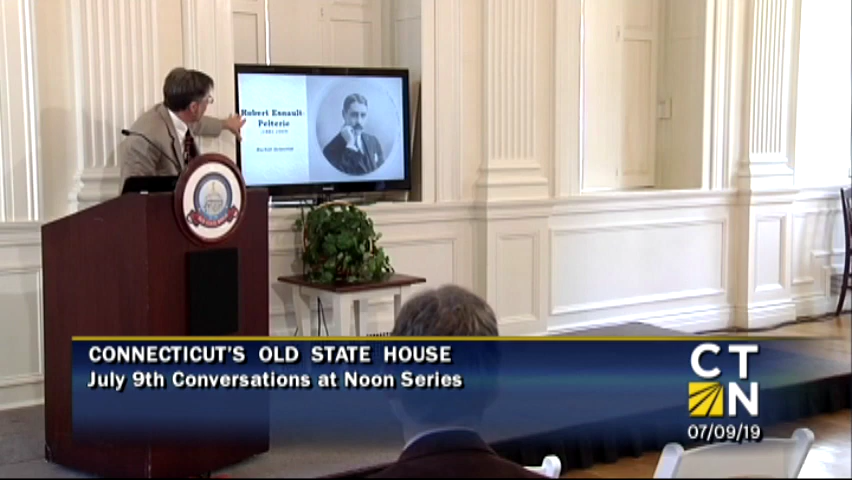 Robert Esnault-
Pelterie
CONNECTICUT'S OLD STATE HOUSE
July 9th Conversations at Noon Series
CT
N
07/09/19